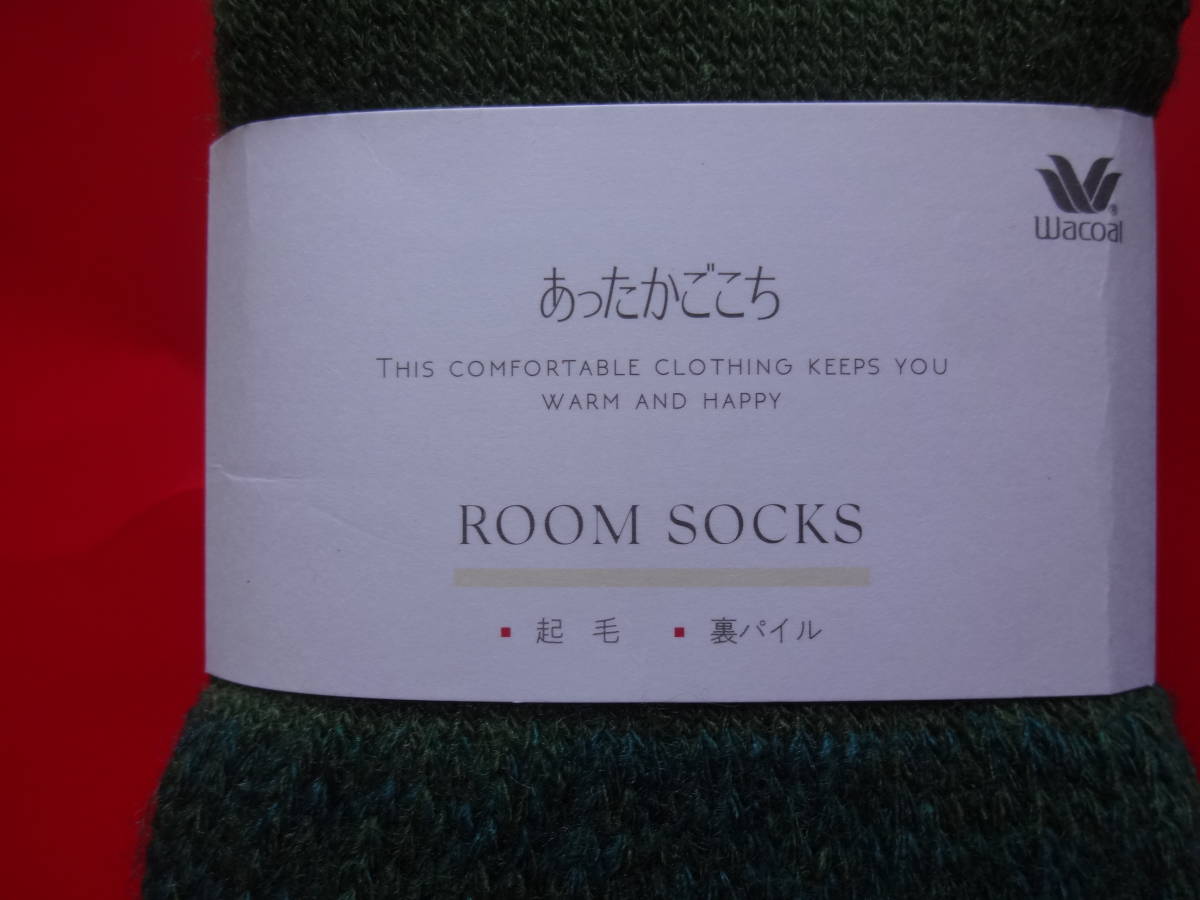 Wacoal
あったかごこち
THIS COMFORTABLE CLOTHING KEEPS YOU
WARM AND HAPPY
ROOM SOCKS
▪ 起 毛 ▪ 裏パイル